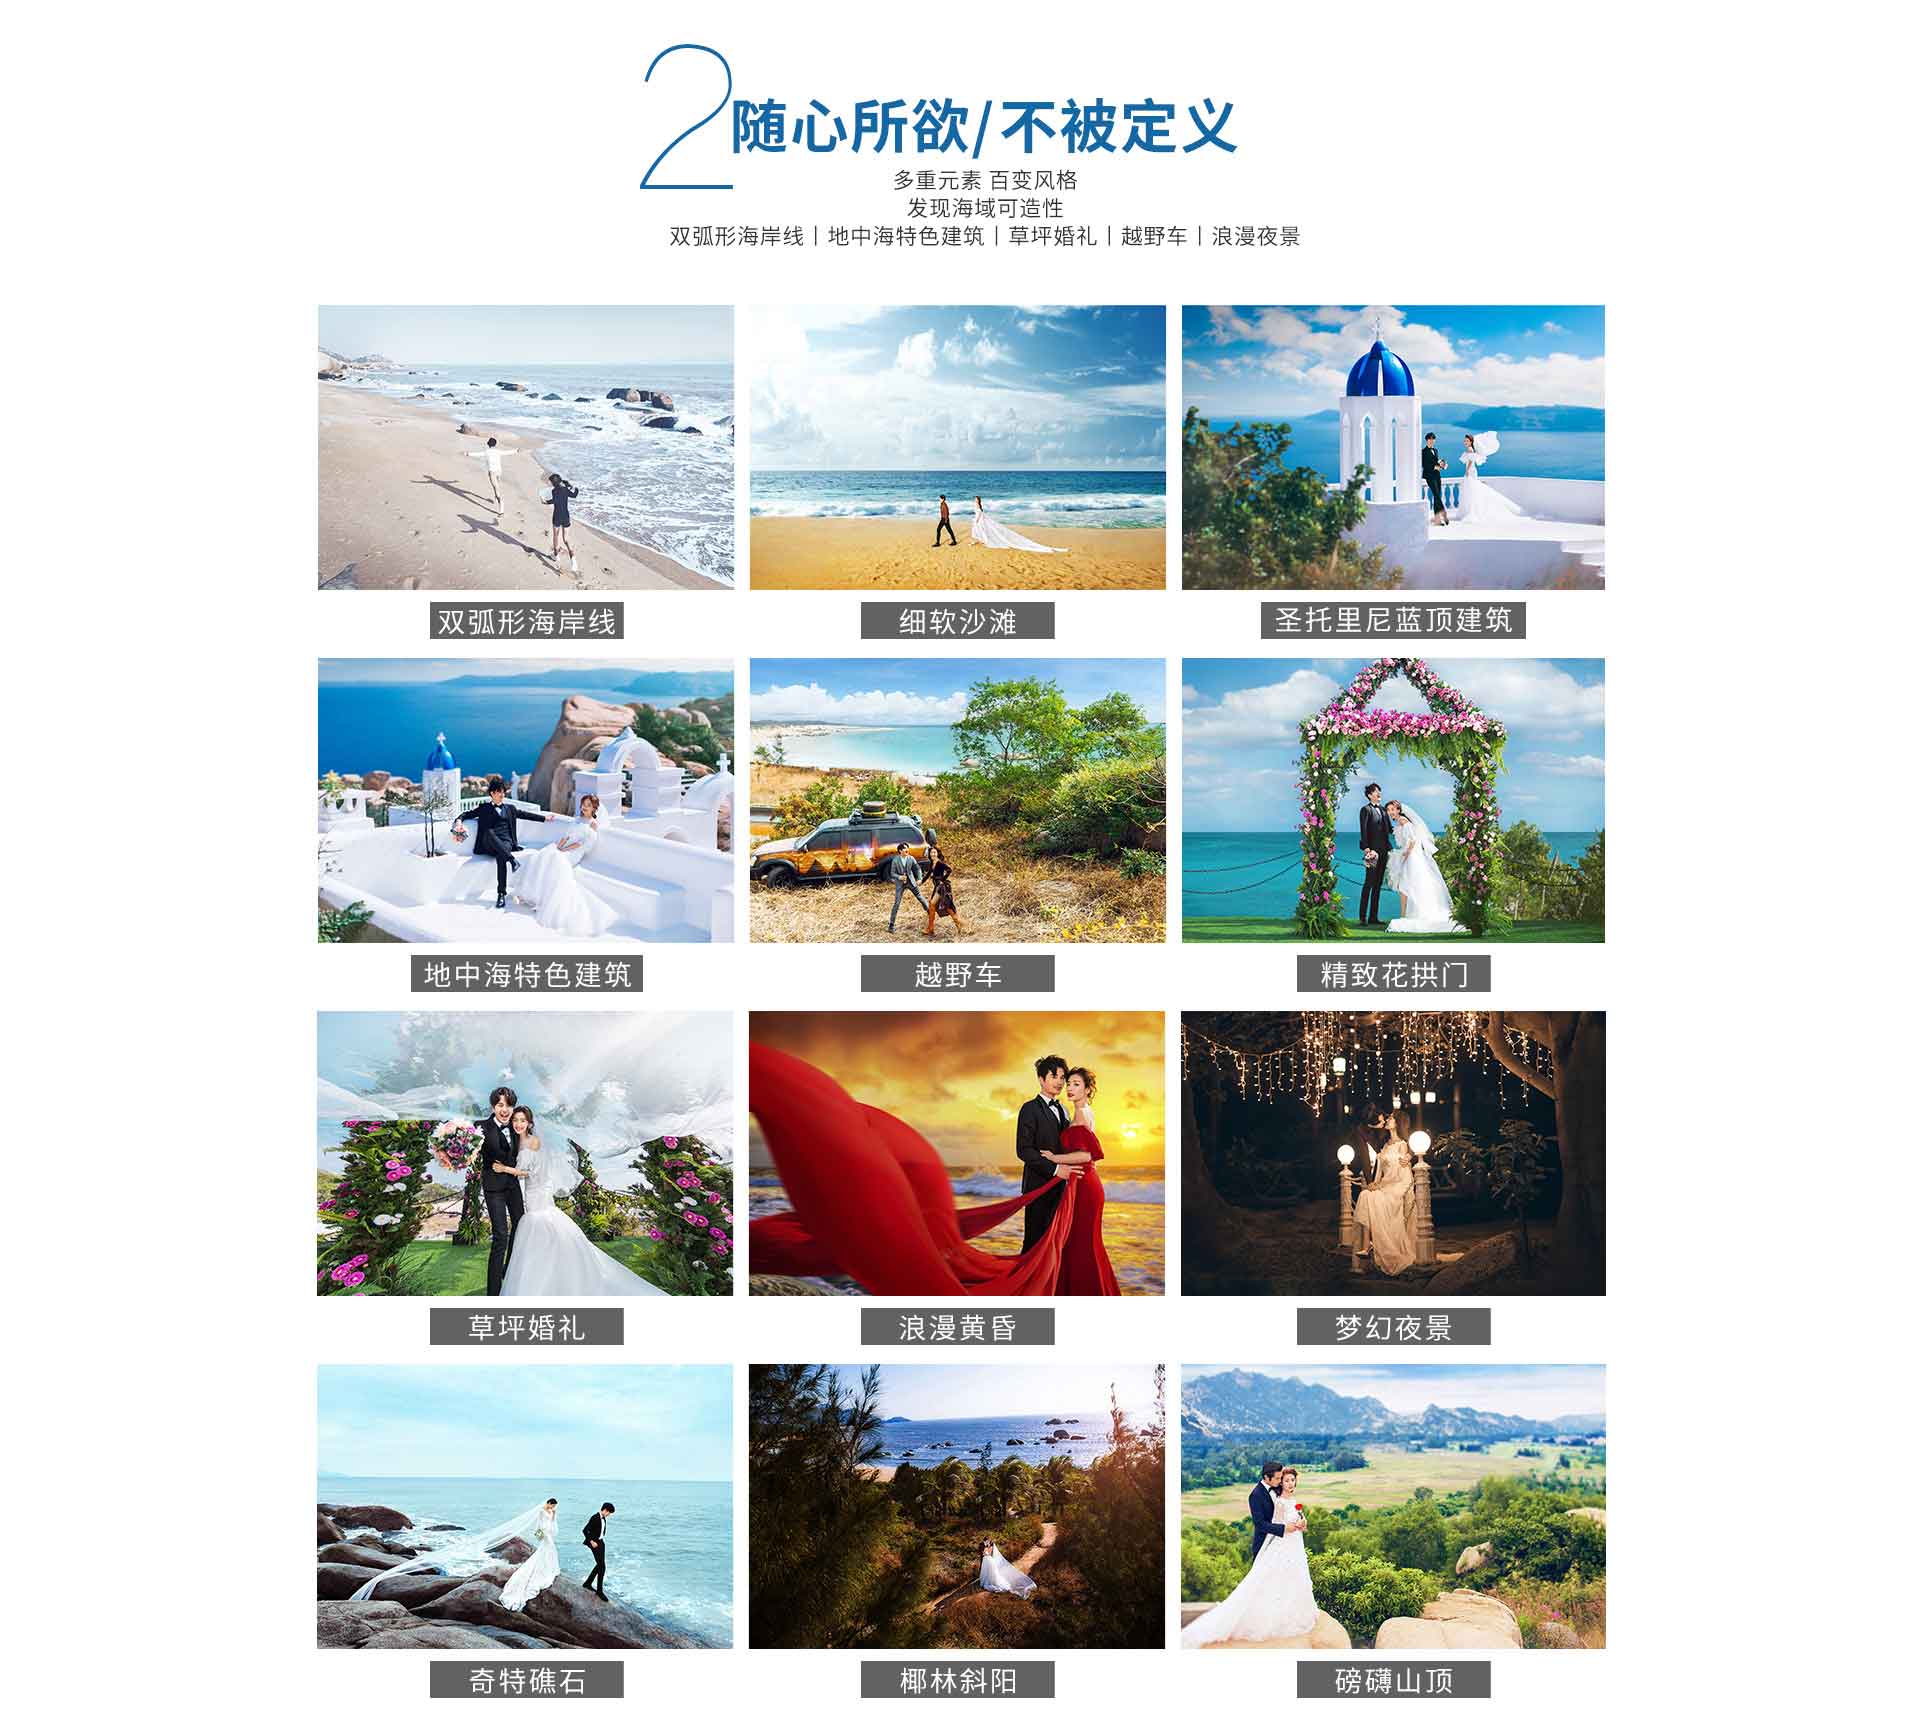 2 随心所欲/不被定义
多重元素 百变风格
发现海域可造性
双弧形海岸线丨地中海特色建筑丨草坪婚礼丨越野车丨浪漫夜景
双弧形海岸线
细软沙滩
圣托里尼蓝顶建筑
地中海特色建筑
越野车
精致花拱门
草坪婚礼
浪漫黄昏
梦幻夜景
奇特礁石
椰林斜阳
磅礴山顶